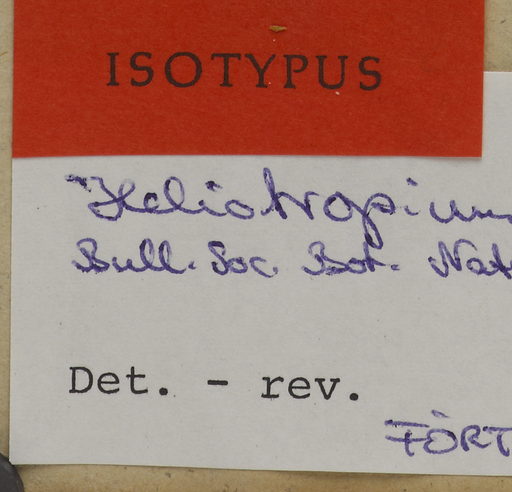 ISOTYPUS
Heliotropium
Bull. Soc. Bot. Nat
Det. - rev.
FÖRT